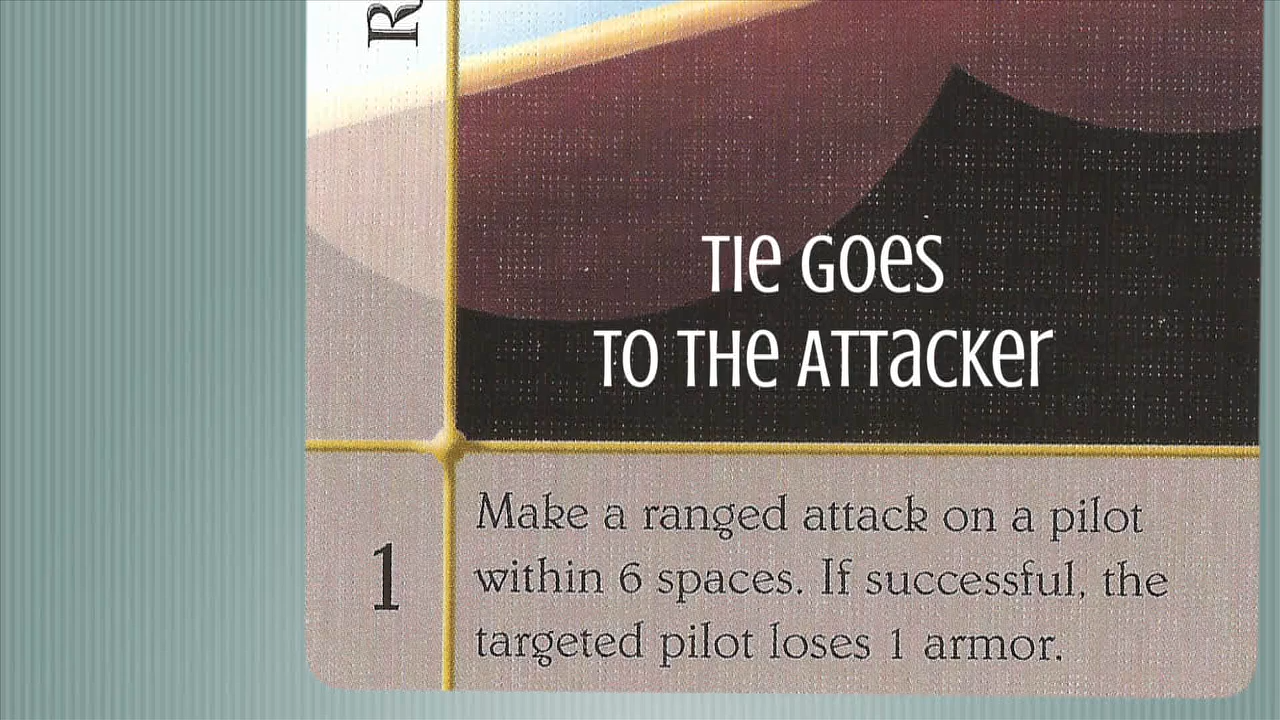 TIE GOES
TO THE ATTACKER
1
Make a ranged attack on a pilot
within 6 spaces. If successful, the
targeted pilot loses 1 armor.